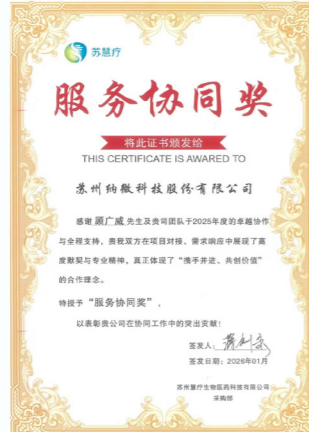 苏慧疗
服务协同奖
将此证书颁发给
THIS CERTIFICATE IS AWARED TO
苏州纳微科技股份有限公司
感谢 顾广威 先生及贵司团队于2025年度的卓越协作
与全程支持，贵我双方在项目对接、需求响应中展现了高
度默契与专业精神，真正体现了“携手并进、共创价值”
的合作理念。
特授予“服务协同奖”，
以表彰贵公司在协同工作中的突出贡献！
签发人：
签发日期：2026年01月
苏州慧疗生物医药科技有限公司
采购部